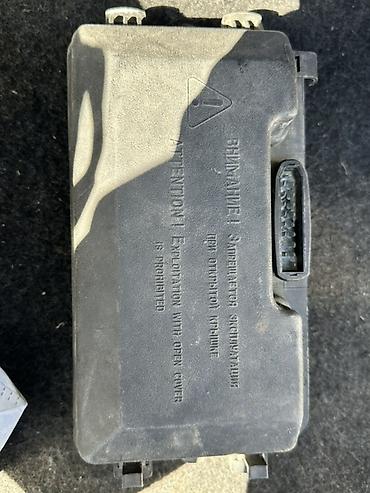 ВНИМАНИЕ ! ЗАПРЕЩАЕТСЯ ЭКСПЛУАТАЦИЯ
ПРИ ОТКРЫТОЙ КРЫШКЕ
ATTENTION ! EXPLOITATION WITH OPEN COVER
IS PROHIBITED